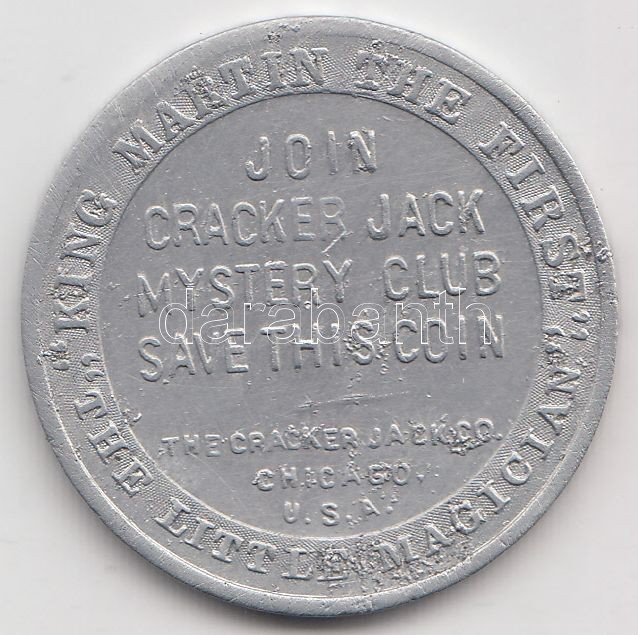 "KING MARTIN THE FIRST"
JOIN
CRACKER JACK
MYSTERY CLUB
SAVE THIS COIN
THE CRACKER JACK CO.
CHICAGO,
U.S.A.
"THE LITTLE MAGICIAN"
darabanth